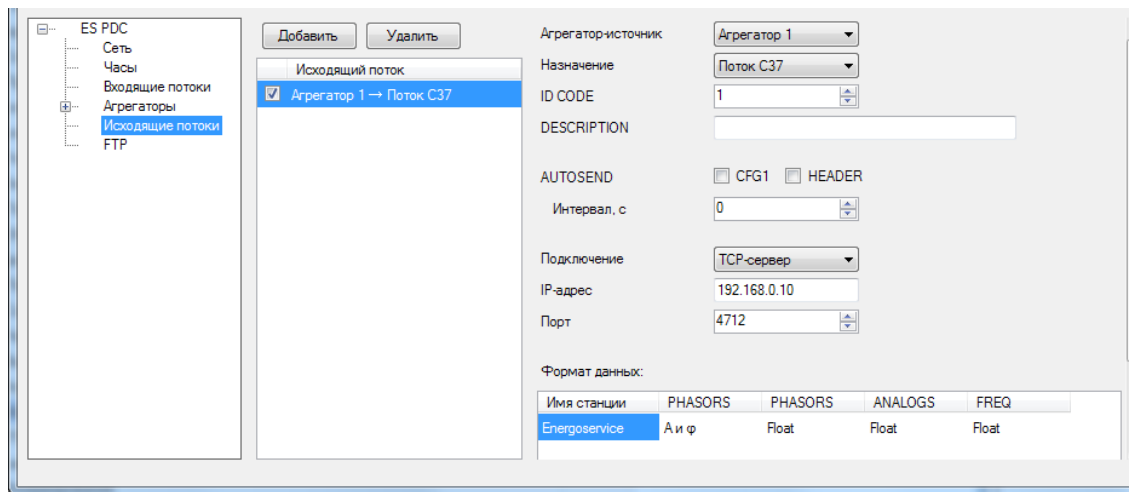 ES PDC
Сеть
Часы
Входящие потоки
Агрегаторы
Исходящие потоки
FTP
Добавить Удалить
Исходящий поток
Агрегатор 1 → Поток C37
Агрегатор-источник Агрегатор 1
Назначение Поток C37
ID CODE 1
DESCRIPTION
AUTOSEND CFG1 HEADER
Интервал, с 0
Подключение TCP-сервер
IP-адрес 192.168.0.10
Порт 4712
Формат данных:
Имя станции PHASORS PHASORS ANALOGS FREQ
Energoservice А и φ Float Float Float